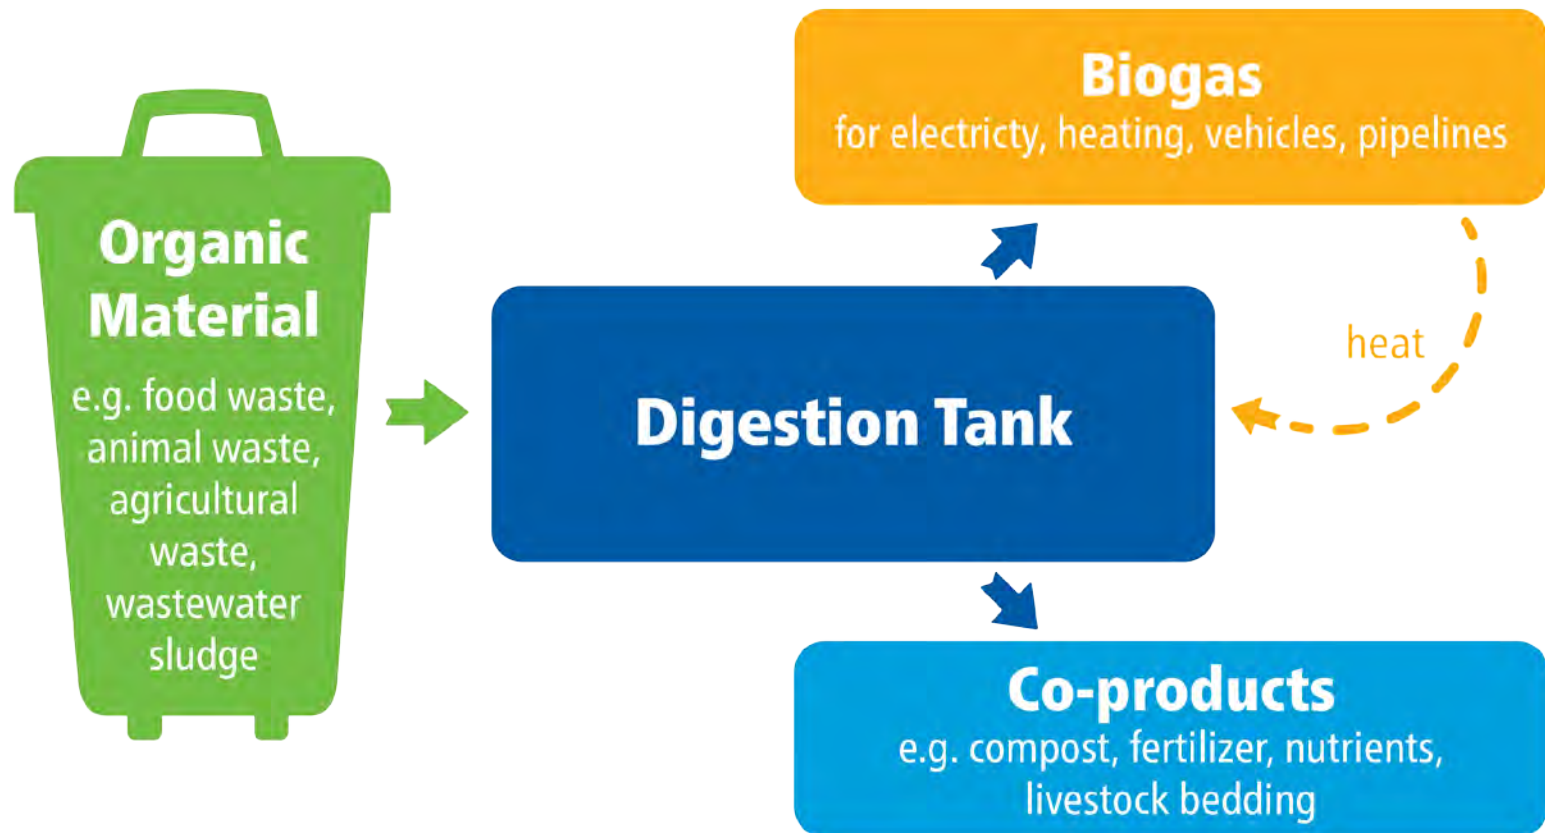 Organic
Material
e.g. food waste,
animal waste,
agricultural
waste,
wastewater
sludge
Digestion Tank
Biogas
for electricty, heating, vehicles, pipelines
heat
Co-products
e.g. compost, fertilizer, nutrients,
livestock bedding